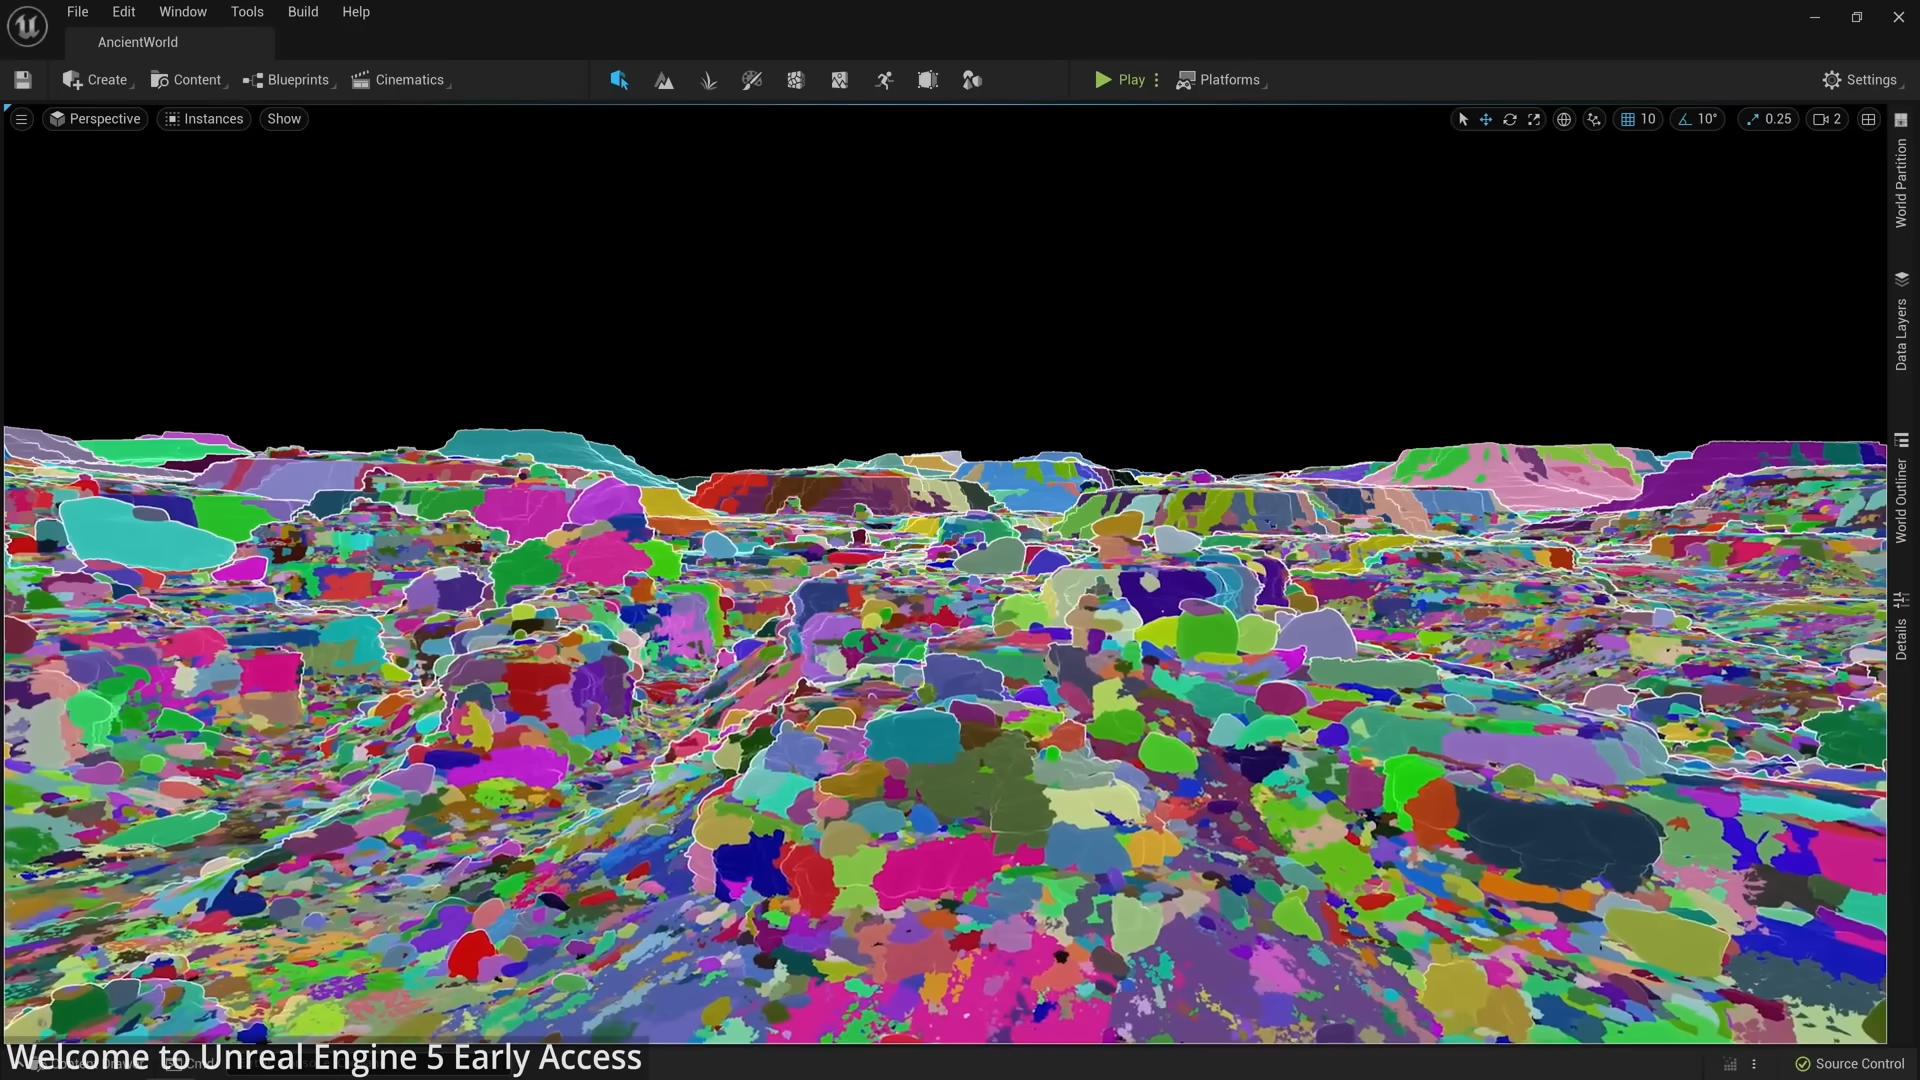 File Edit Window Tools Build Help
AncientWorld
Create Content Blueprints Cinematics Play Platforms Settings
Perspective Instances Show 10 10° 0.25 2
World Partition
Data Layers
World Outliner
Details
Welcome to Unreal Engine 5 Early Access
Source Control